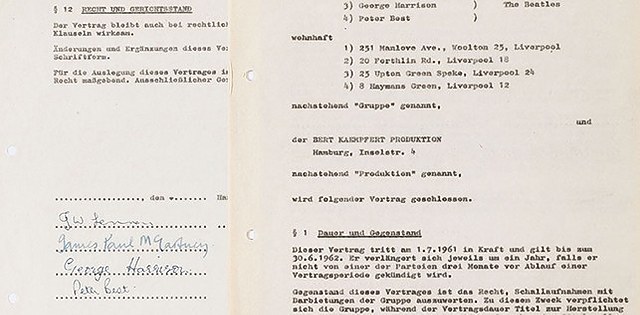 § 12 RECHT UND GERICHTSSTAND
Der Vertrag bleibt auch bei rechtlic
Klauseln wirksam.
Änderungen und Ergänzungen dieses Ve
Schriftform.
Für die Auslegung dieses Vertrages i
Recht maßgebend. Ausschließlicher Ge
, den
Ha
JW Lennon
James Paul McCartney
George Harrison
Peter Best
3) George Harrison ) The Beatles
4) Peter Best )
wohnhaft
1) 251 Manlove Ave., Woolton 25, Liverpool
2) 20 Forthlin Rd., Liverpool 18
3) 25 Upton Green Speke, Liverpool 24
4) 8 Haymans Green, Liverpool 12
nachstehend "Gruppe" genannt,
und
der BERT KAEMPFERT PRODUKTION
Hamburg, Inselstr. 4
nachstehend "Produktion" genannt,
wird folgender Vertrag geschlossen.
§ 1 Dauer und Gegenstand
Dieser Vertrag tritt am 1.7.1961 in Kraft und gilt bis zum
30.6.1962. Er verlängert sich jeweils um ein Jahr, falls er
nicht von einer der Parteien drei Monate vor Ablauf einer
Vertragsperiode gekündigt wird.
Gegenstand dieses Vertrages ist das Recht, Schallaufnahmen mit
Darbietungen der Gruppe auszuwerten. Zu diesem Zweck verpflichtet
sich die Gruppe, während der Vertragsdauer Titel zur Herstellung